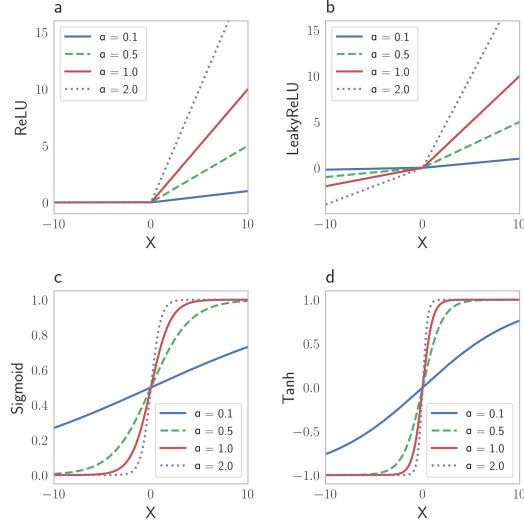 a
ReLU
15
10
5
0
−10
0
10
X
ɑ = 0.1
ɑ = 0.5
ɑ = 1.0
ɑ = 2.0
b
LeakyReLU
15
10
5
0
−10
0
10
X
ɑ = 0.1
ɑ = 0.5
ɑ = 1.0
ɑ = 2.0
c
Sigmoid
1.0
0.8
0.6
0.4
0.2
0.0
−10
0
10
X
ɑ = 0.1
ɑ = 0.5
ɑ = 1.0
ɑ = 2.0
d
Tanh
1.0
0.5
0.0
−0.5
−1.0
−10
0
10
X
ɑ = 0.1
ɑ = 0.5
ɑ = 1.0
ɑ = 2.0